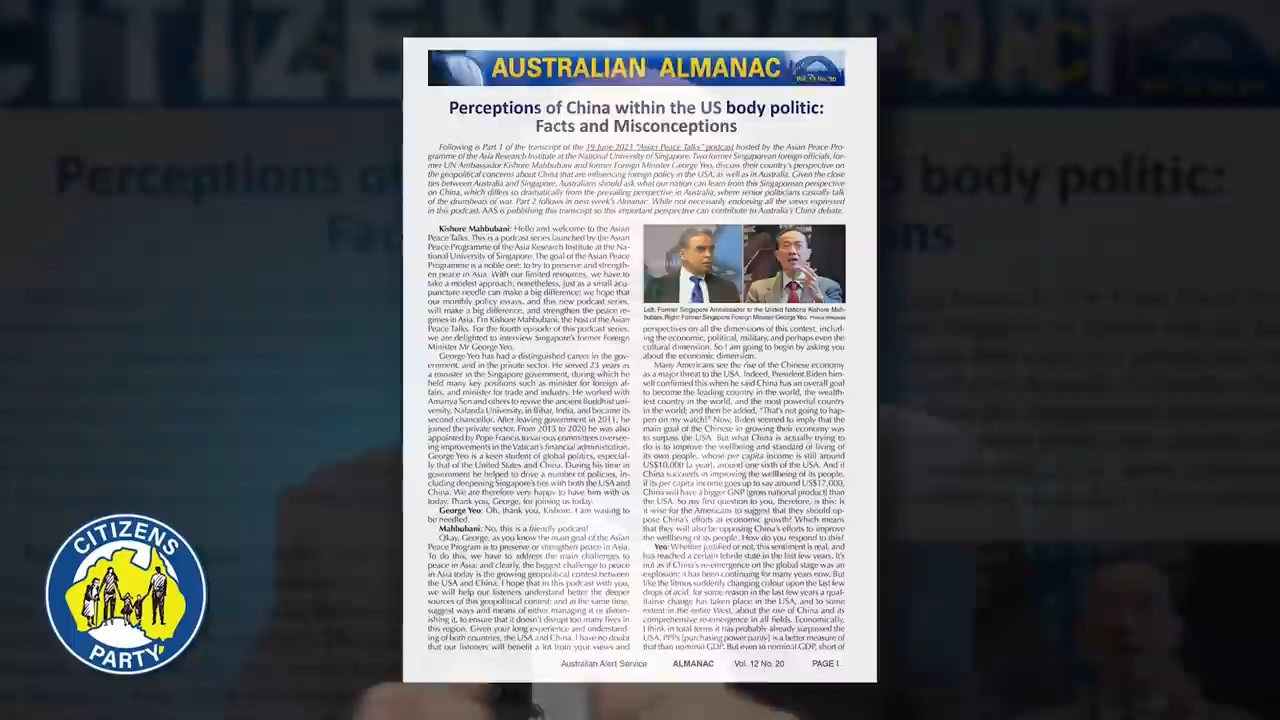 AUSTRALIAN ALMANAC
Vol. 12 No. 20
Perceptions of China within the US body politic:
Facts and Misconceptions
Following is Part 1 of the transcript of the 19 June 2021 "Asian Peace Talks" podcast hosted by the Asian Peace Pro-
gramme of the Asia Research Institute at the National University of Singapore. Two former Singaporean foreign officials, for-
mer UN Ambassador Kishore Mahbubani and former Foreign Minister George Yeo, discuss their country's perspective on
the geopolitical concerns about China that are influencing foreign policy in the USA, as well as in Australia. Given the close
ties between Australia and Singapore, Australians should ask what our nation can learn from this Singaporean perspective
on China, which differs so dramatically from the prevailing perspective in Australia, where senior politicians casually talk
of the drumbeats of war. Part 2 follows in next week's Almanac. While not necessarily endorsing all the views expressed
in this podcast, AAS is publishing this transcript so this important perspective can contribute to Australia's China debate.
Kishore Mahbubani: Hello and welcome to the Asian
Peace Talks. This is a podcast series launched by the Asian
Peace Programme of the Asia Research Institute at the Na-
tional University of Singapore. The goal of the Asian Peace
Programme is a noble one: to try to preserve and strength-
en peace in Asia. With our limited resources, we have to
take a modest approach, nonetheless, just as a small acu-
puncture needle can make a big difference; we hope that
our monthly policy essays, and this new podcast series,
will make a big difference, and strengthen the peace re-
gimes in Asia. I'm Kishore Mahbubani, the host of the Asian
Peace Talks. For the fourth episode of this podcast series,
we are delighted to interview Singapore's former Foreign
Minister Mr George Yeo.
George Yeo has had a distinguished career in the gov-
ernment, and in the private sector. He served 23 years as
a minister in the Singapore government, during which he
held many key positions such as minister for foreign af-
fairs, and minister for trade and industry. He worked with
Amartya Sen and others to revive the ancient Buddhist uni-
versity, Nalanda University, in Bihar, India, and became its
second chancellor. After leaving government in 2011, he
joined the private sector. From 2013 to 2020 he was also
appointed by Pope Francis to various committees oversee-
ing improvements in the Vatican's financial administration.
George Yeo is a keen student of global politics, especial-
ly that of the United States and China. During his time in
government he helped to drive a number of policies, in-
cluding deepening Singapore's ties with both the USA and
China. We are therefore very happy to have him with us
today. Thank you, George, for joining us today.
George Yeo: Oh, thank you, Kishore. I am waiting to
be needled.
Mahbubani: No, this is a friendly podcast!
Okay, George, as you know the main goal of the Asian
Peace Program is to preserve or strengthen peace in Asia.
To do this, we have to address the main challenges to
peace in Asia; and clearly, the biggest challenge to peace
in Asia today is the growing geopolitical contest between
the USA and China. I hope that in this podcast with you,
we will help our listeners understand better the deeper
sources of this geopolitical contest; and at the same time,
suggest ways and means of either managing it or dimin-
ishing it, to ensure that it doesn't disrupt too many lives in
this region. Given your long experience and understand-
ing of both countries, the USA and China, I have no doubt
that our listeners will benefit a lot from your views and
Left: Former Singapore Ambassador to the United Nations Kishore Mah-
bubani. Right: Former Singapore Foreign Minister George Yeo.
perspectives on all the dimensions of this contest, includ-
ing the economic, political, military, and perhaps even the
cultural dimension. So I am going to begin by asking you
about the economic dimension.
Many Americans see the rise of the Chinese economy
as a major threat to the USA. Indeed, President Biden him-
self confirmed this when he said China has an overall goal
to become the leading country in the world, the wealth-
iest country in the world, and the most powerful country
in the world; and then he added, "That's not going to hap-
pen on my watch!" Now, Biden seemed to imply that the
main goal of the Chinese in growing their economy was
to surpass the USA. But what China is actually trying to
do is to improve the wellbeing and standard of living of
its own people, whose per capita income is still around
US$10,000 [a year], around one sixth of the USA. And if
China succeeds in improving the wellbeing of its people,
if its per capita income goes up to say around US$17,000,
China will have a bigger GNP [gross national product] than
the USA. So my first question to you, therefore, is this: Is
it wise for the Americans to suggest that they should op-
pose China's efforts at economic growth? Which means
that they will also be opposing China's efforts to improve
the wellbeing of its people. How do you respond to this?
Yeo: Whether justified or not, this sentiment is real, and
has reached a certain febrile state in the last few years. It's
not as if China's re-emergence on the global stage was an
explosion; it has been continuing for many years now. But
like the litmus suddenly changing colour upon the last few
drops of acid, for some reason in the last few years a qual-
itative change has taken place in the USA, and to some
extent in the entire West, about the rise of China and its
comprehensive re-emergence in all fields. Economically,
I think in total terms it has probably already surpassed the
USA. PPPs [purchasing power parity] is a better measure of
that than nominal GDP. But even in nominal GDP, short of
Australian Alert Service ALMANAC Vol. 12 No. 20 PAGE I
CITIZENS
PARTY